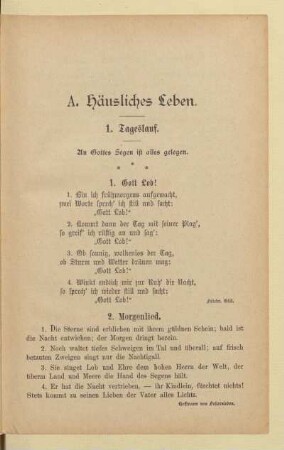 A. Häusliches Leben.
1. Tageslauf.
An Gottes Segen ist alles gelegen.
* * *
1. Gott Lob!
1. Bin ich frühmorgens aufgewacht,
zwei Worte sprech' ich still und sacht:
„Gott Lob!“
2. Kommt dann der Tag mit seiner Plag',
so greif' ich rüstig an und sag':
„Gott Lob!“
3. Ob sonnig, wolkenlos der Tag,
ob Sturm und Wetter dräuen mag:
„Gott Lob!“
4. Winkt endlich mir zur Ruh' die Nacht,
so sprech' ich wieder still und sacht:
„Gott Lob!“
2. Morgenlied.
1. Die Sterne sind erblichen mit ihrem güldnen Schein; bald ist
die Nacht entwichen; der Morgen dringt herein.
2. Noch waltet tiefes Schweigen im Tal und überall; auf frisch
betauten Zweigen singt nur die Nachtigall.
3. Sie singet Lob und Ehre dem hohen Herrn der Welt, der
überm Land und Meere die Hand des Segens hält.
4. Er hat die Nacht vertrieben. — ihr Kindlein, fürchtet nichts!
Stets kommt zu seinen Lieben der Vater alles Lichts.
Hoffmann von Fallersleben.